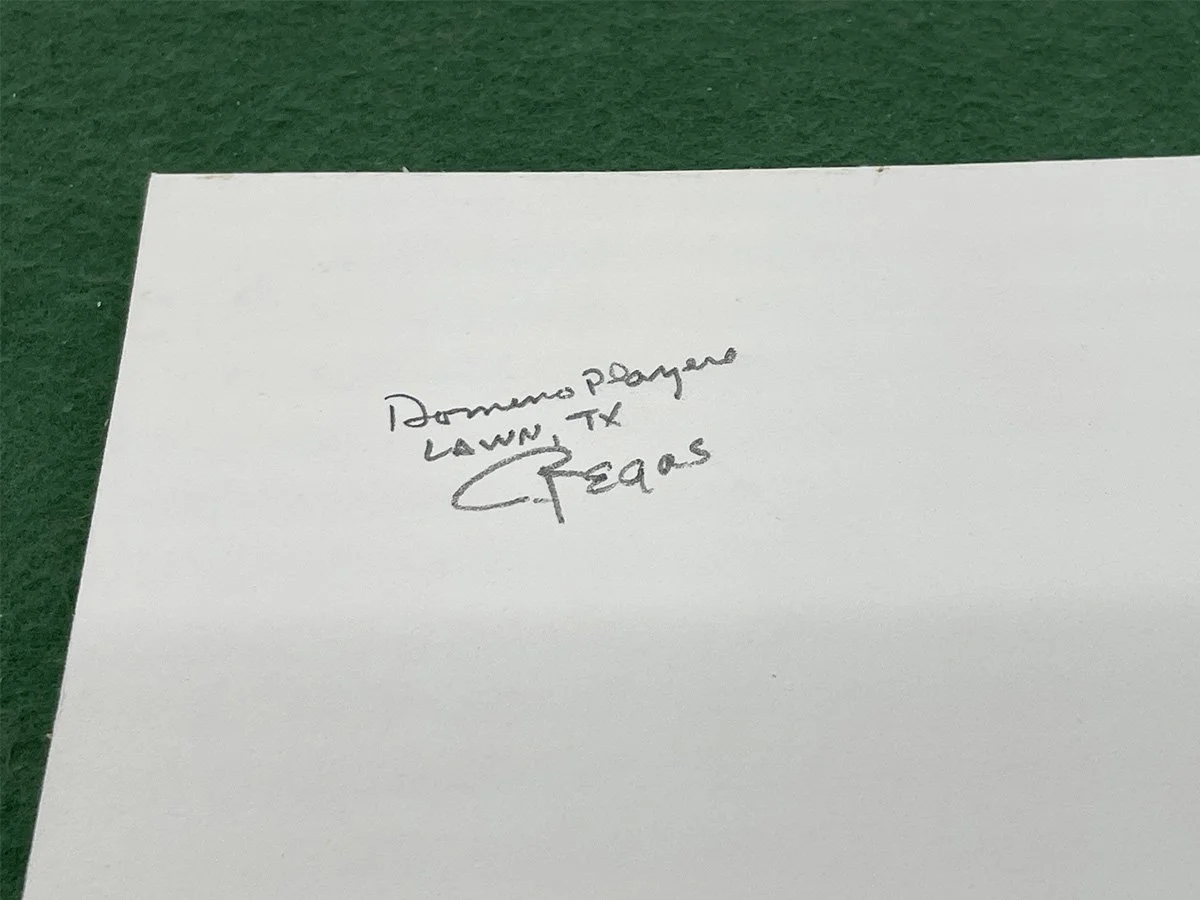 Domino Players
LAWN, TX
C Regas